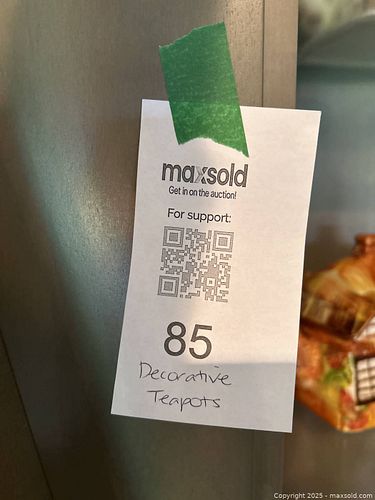 maxsold
Get in on the auction!
For support:
85
Decorative
Teapots
Copyright 2025 - maxsold.com